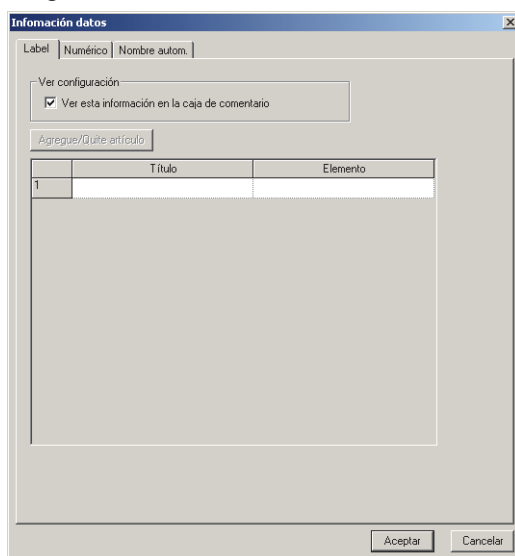 Infomación datos
Label Numérico Nombre autom.
Ver configuración
Ver esta información en la caja de comentario
Agregue/Quite artículo
Título Elemento
1
Aceptar Cancelar